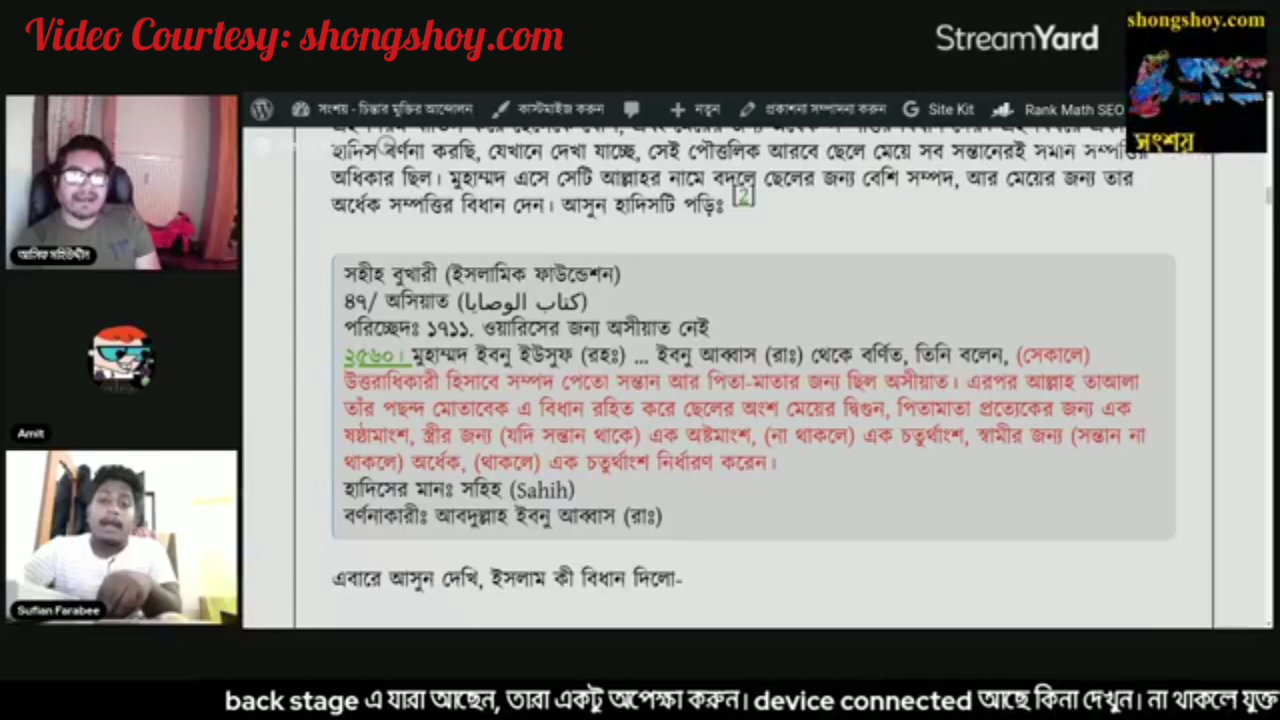 Video Courtesy: shongshoy.com
StreamYard
shongshoy.com
সংশয়
সংশয় - চিন্তার মুক্তির আন্দোলন
কাস্টমাইজ করুন
নতুন
প্রকাশনা সম্পাদনা করুন
Site Kit
Rank Math SEO
হাদিস বর্ণনা করছি, যেখানে দেখা যাচ্ছে, সেই পৌত্তলিক আরবে ছেলে মেয়ে সব সন্তানেরই সমান সম্পত্তির
অধিকার ছিল। মুহাম্মদ এসে সেটি আল্লাহর নামে বদলে ছেলের জন্য বেশি সম্পদ, আর মেয়ের জন্য তার
অর্ধেক সম্পত্তির বিধান দেন। আসুন হাদিসটি পড়িঃ [2]
সহীহ বুখারী (ইসলামিক ফাউন্ডেশন)
৪৭/ অসিয়াত (كتاب الوصايا)
পরিচ্ছেদঃ ১৭১১. ওয়ারিসের জন্য অসীয়াত নেই
২৫৬০। মুহাম্মদ ইবনু ইউসুফ (রহঃ) ... ইবনু আব্বাস (রাঃ) থেকে বর্ণিত, তিনি বলেন, (সেকালে)
উত্তরাধিকারী হিসাবে সম্পদ পেতো সন্তান আর পিতা-মাতার জন্য ছিল অসীয়াত। এরপর আল্লাহ তাআলা
তাঁর পছন্দ মোতাবেক এ বিধান রহিত করে ছেলের অংশ মেয়ের দ্বিগুন, পিতামাতা প্রত্যেকের জন্য এক
ষষ্ঠামাংশ, স্ত্রীর জন্য (যদি সন্তান থাকে) এক অষ্টমাংশ, (না থাকলে) এক চতুর্থাংশ, স্বামীর জন্য (সন্তান না
থাকলে) অর্ধেক, (থাকলে) এক চতুর্থাংশ নির্ধারণ করেন।
হাদিসের মানঃ সহিহ (Sahih)
বর্ণনাকারীঃ আবদুল্লাহ ইবনু আব্বাস (রাঃ)
এবারে আসুন দেখি, ইসলাম কী বিধান দিলো-
আসিফ মহিউদ্দীন
Amit
Sufian Farabee
back stage এ যারা আছেন, তারা একটু অপেক্ষা করুন। device connected আছে কিনা দেখুন। না থাকলে যুক্ত